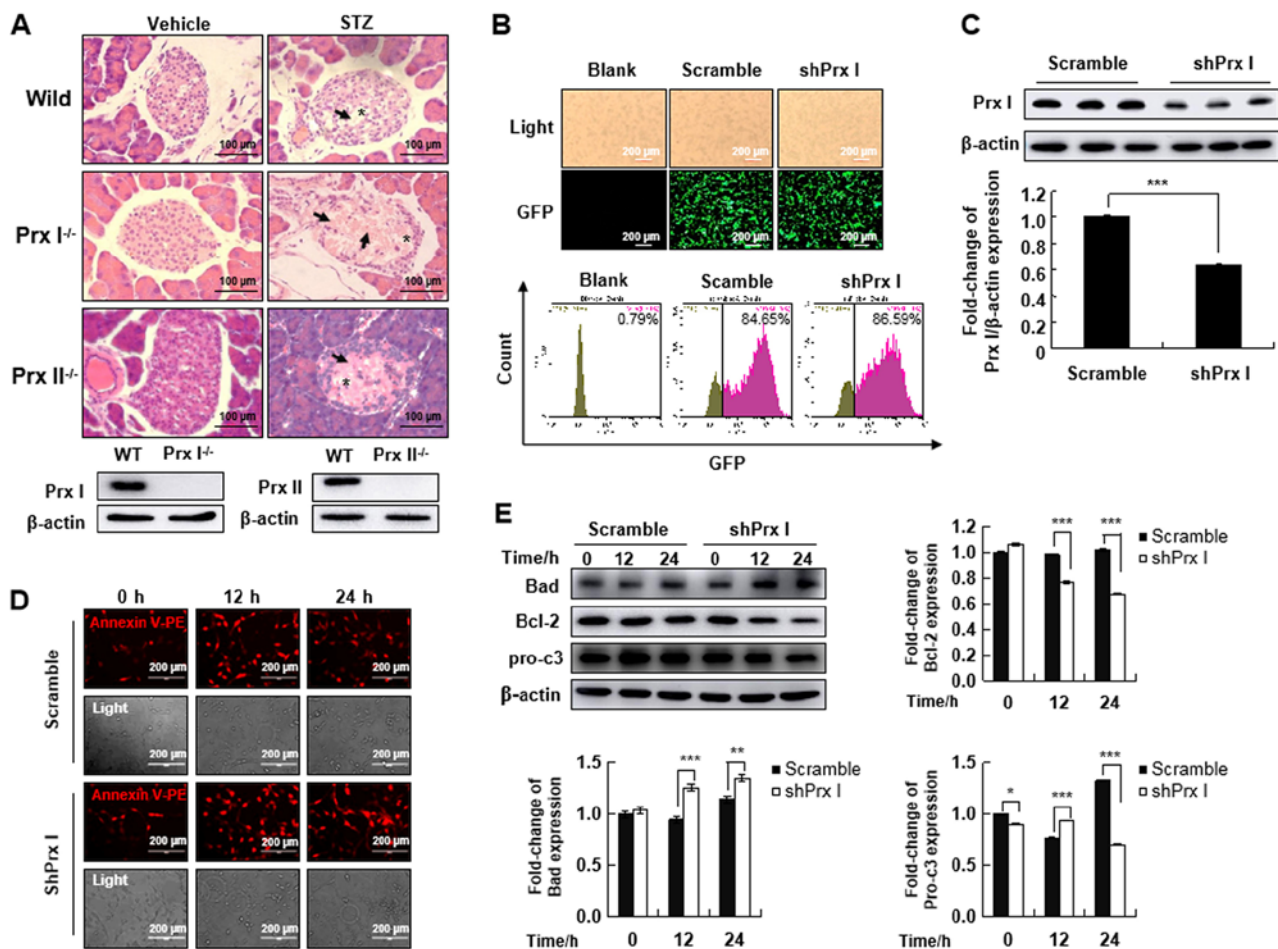 A
Vehicle STZ
Wild
* 
100 µm 100 µm
Prx I-/-
*
100 µm 100 µm
Prx II-/-
*
100 µm 100 µm
WT Prx I-/- WT Prx II-/-
Prx I Prx II
β-actin β-actin
B
Blank Scramble shPrx I
Light
200 µm 200 µm 200 µm
GFP
200 µm 200 µm 200 µm
Blank Scamble shPrx I
0.79% 84.65% 86.59%
Count
GFP
C
Scramble shPrx I
Prx I
β-actin
Fold-change of
Prx I/β-actin expression
1.2
1.0
0.8
0.6
0.4
0.2
0
***
Scramble shPrx I
D
0 h 12 h 24 h
Scramble
Annexin V-PE
200 µm 200 µm 200 µm
Light
200 µm 200 µm 200 µm
ShPrx I
Annexin V-PE
200 µm 200 µm 200 µm
Light
200 µm 200 µm 200 µm
E
Scramble shPrx I
Time/h 0 12 24 0 12 24
Bad
Bcl-2
pro-c3
β-actin
Fold-change of
Bcl-2 expression
1.2
1.0
0.8
0.6
0.4
0.2
0.0
*** ***
Scramble
shPrx I
Time/h 0 12 24
Fold-change of
Bad expression
1.5
1.0
0.5
0.0
*** **
Scramble
shPrx I
Time/h 0 12 24
Fold-change of
Pro-c3 expression
1.5
1.0
0.5
0.0
* *** ***
Scramble
shPrx I
Time/h 0 12 24